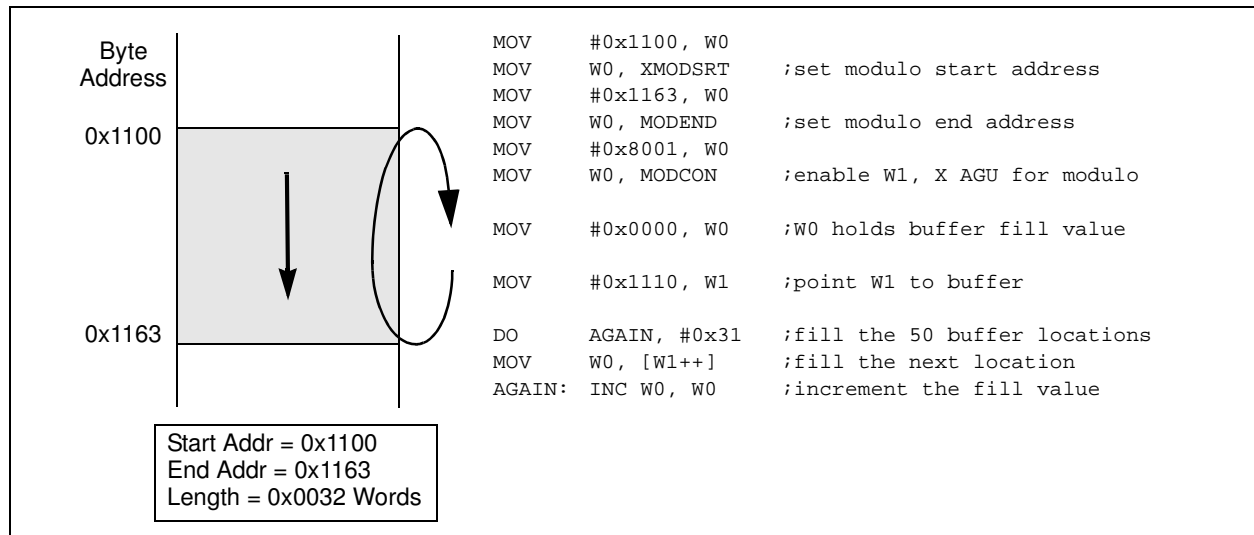 Byte
Address
0x1100
0x1163
Start Addr = 0x1100
End Addr = 0x1163
Length = 0x0032 Words
MOV #0x1100, W0
MOV W0, XMODSRT ;set modulo start address
MOV #0x1163, W0
MOV W0, MODEND ;set modulo end address
MOV #0x8001, W0
MOV W0, MODCON ;enable W1, X AGU for modulo
MOV #0x0000, W0 ;W0 holds buffer fill value
MOV #0x1110, W1 ;point W1 to buffer
DO AGAIN, #0x31 ;fill the 50 buffer locations
MOV W0, [W1++] ;fill the next location
AGAIN: INC W0, W0 ;increment the fill value